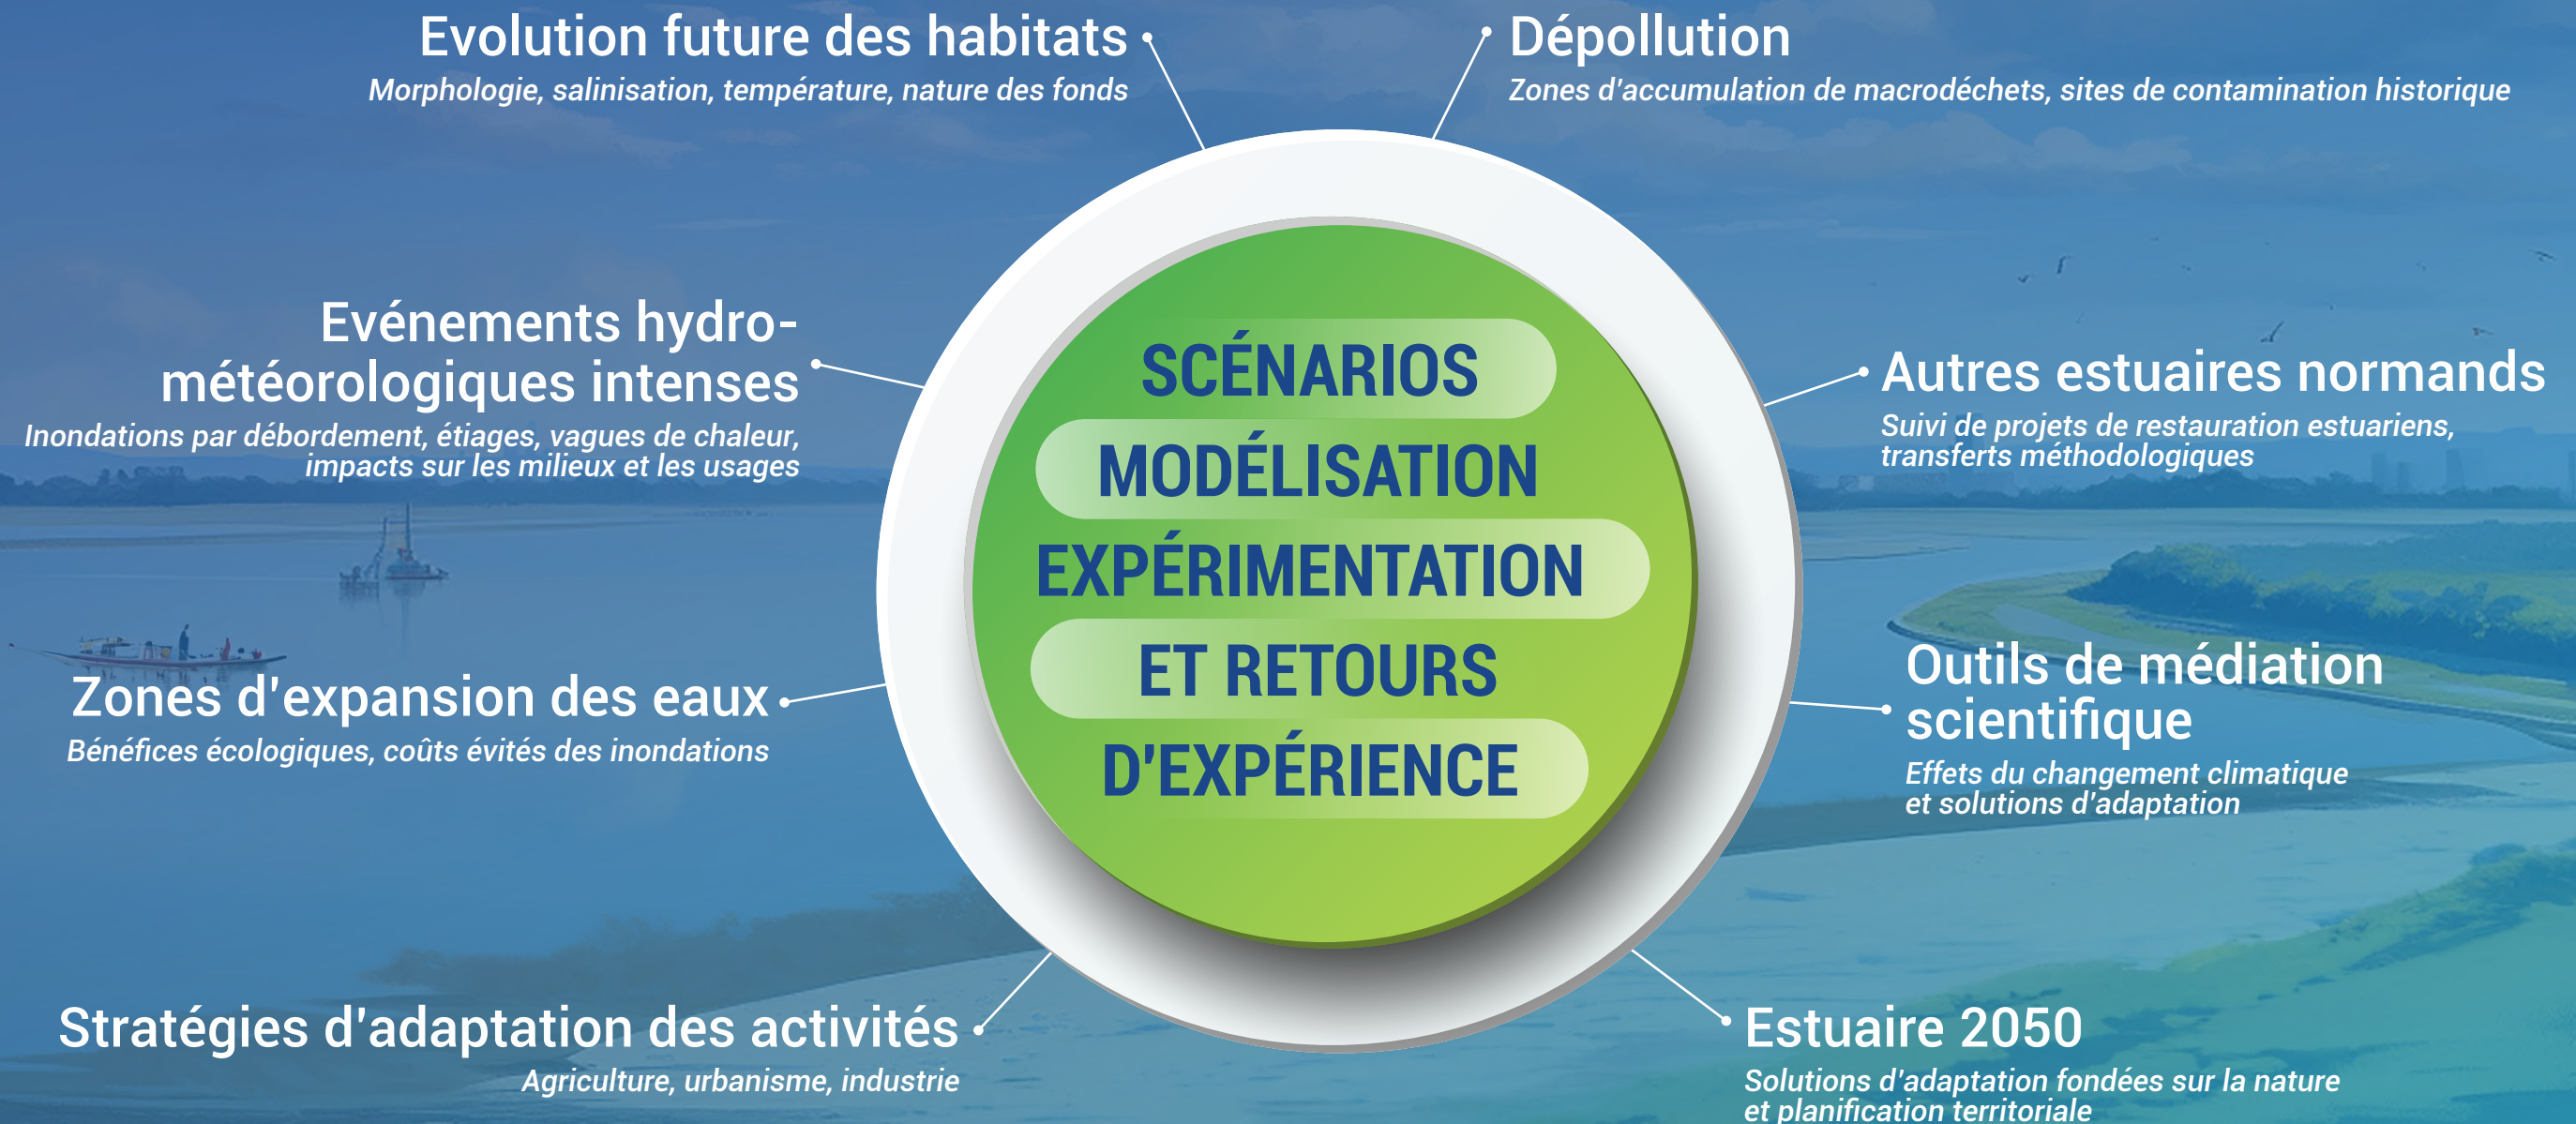 Evolution future des habitats
Morphologie, salinisation, température, nature des fonds
Dépollution
Zones d'accumulation de macrodéchets, sites de contamination historique
Evénements hydro-
météorologiques intenses
Inondations par débordement, étiages, vagues de chaleur,
impacts sur les milieux et les usages
Autres estuaires normands
Suivi de projets de restauration estuariens,
transferts méthodologiques
SCÉNARIOS
MODÉLISATION
EXPÉRIMENTATION
ET RETOURS
D'EXPÉRIENCE
Zones d'expansion des eaux
Bénéfices écologiques, coûts évités des inondations
Outils de médiation
scientifique
Effets du changement climatique
et solutions d'adaptation
Stratégies d'adaptation des activités
Agriculture, urbanisme, industrie
Estuaire 2050
Solutions d'adaptation fondées sur la nature
et planification territoriale